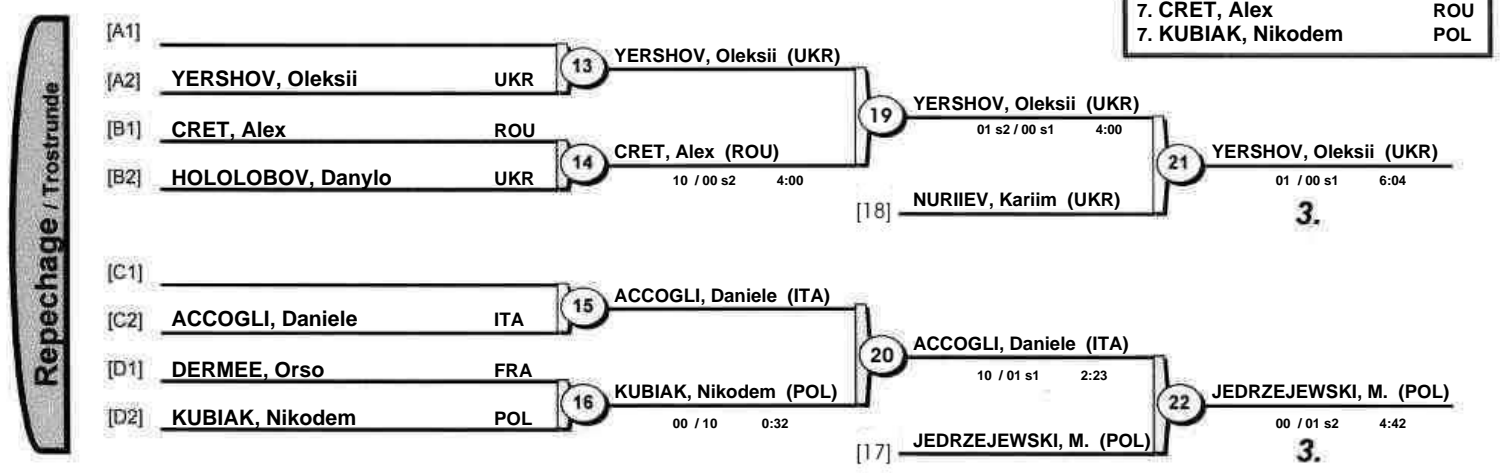 7. CRET, Alex ROU
7. KUBIAK, Nikodem POL
Repechage / Trostrunde
[A1]
[A2] YERSHOV, Oleksii UKR
13
YERSHOV, Oleksii (UKR)
[B1] CRET, Alex ROU
[B2] HOLOLOBOV, Danylo UKR
14
CRET, Alex (ROU)
10 / 00 s2 4:00
19
YERSHOV, Oleksii (UKR)
01 s2 / 00 s1 4:00
[18] NURIIEV, Kariim (UKR)
21
YERSHOV, Oleksii (UKR)
01 / 00 s1 6:04
3.
[C1]
[C2] ACCOGLI, Daniele ITA
15
ACCOGLI, Daniele (ITA)
[D1] DERMEE, Orso FRA
[D2] KUBIAK, Nikodem POL
16
KUBIAK, Nikodem (POL)
00 / 10 0:32
20
ACCOGLI, Daniele (ITA)
10 / 01 s1 2:23
[17] JEDRZEJEWSKI, M. (POL)
22
JEDRZEJEWSKI, M. (POL)
00 / 01 s2 4:42
3.